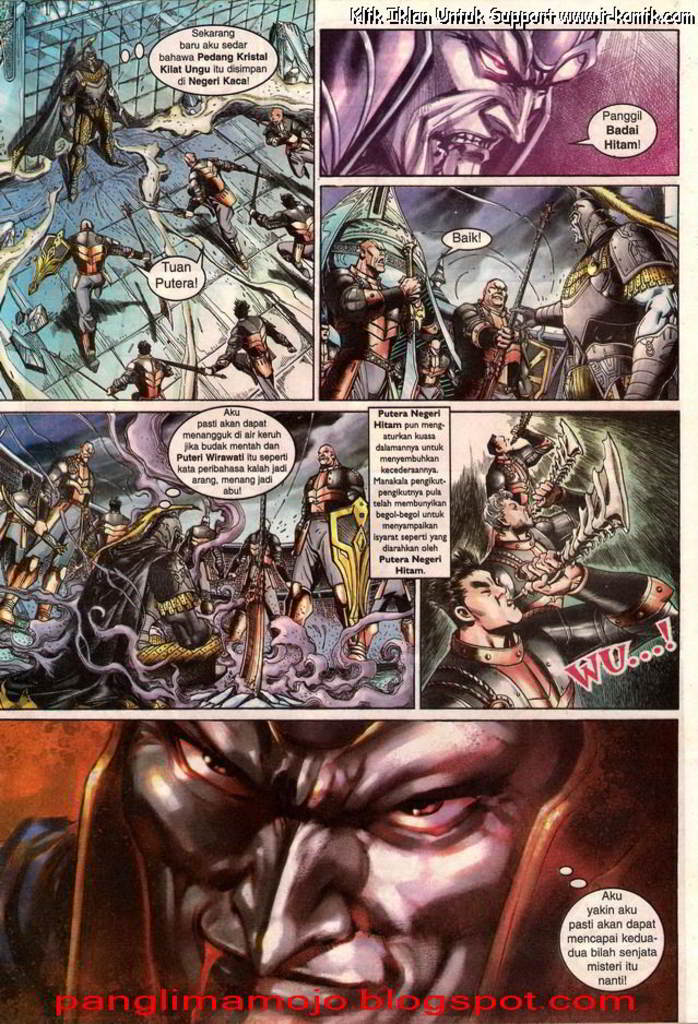 Klik Iklan Untuk Support www.ir-komik.com
Sekarang
baru aku sedar
bahawa Pedang Kristal
Kilat Ungu itu disimpan
di Negeri Kaca!
Tuan
Putera!
Panggil
Badai
Hitam!
Baik!
Aku
pasti akan dapat
menangguk di air keruh
jika budak mentah dan
Puteri Wirawati itu seperti
kata peribahasa kalah jadi
arang, menang jadi
abu!
Putera Negeri
Hitam pun meng-
aturkan kuasa
dalamannya untuk
menyembuhkan
kecederaannya.
Manakala pengikut-
pengikutnya pula
telah membunyikan
begol-begol untuk
menyampaikan
isyarat seperti yang
diarahkan oleh
Putera Negeri
Hitam.
WU...!
Aku
yakin aku
pasti akan dapat
mencapai kedua-
dua bilah senjata
misteri itu
nanti!
panglimamojo.blogspot.com